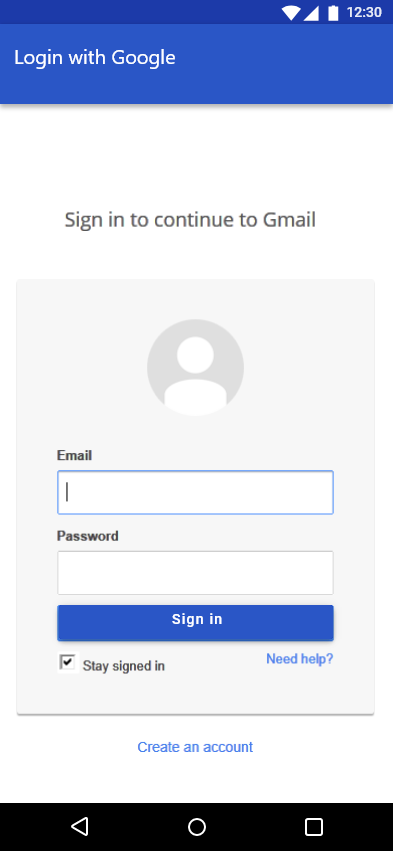 12:30
Login with Google
Sign in to continue to Gmail
Email
Password
Sign in
Stay signed in
Need help?
Create an account